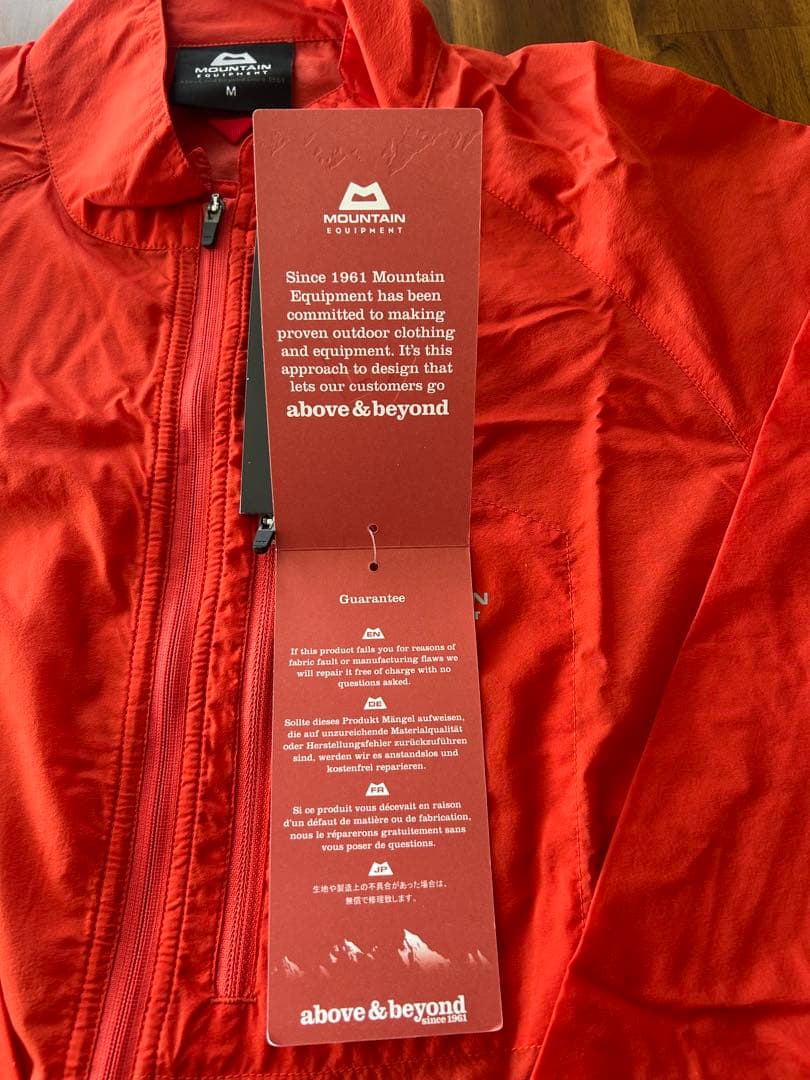 MOUNTAIN
EQUIPMENT
M
MOUNTAIN
EQUIPMENT
Since 1961 Mountain
Equipment has been
committed to making
proven outdoor clothing
and equipment. It's this
approach to design that
lets our customers go
above & beyond
Guarantee
EN
If this product fails you for reasons of
fabric fault or manufacturing flaws we
will repair it free of charge with no
questions asked.
DE
Sollte dieses Produkt Mängel aufweisen,
die auf unzureichende Materialqualität
oder Herstellungsfehler zurückzuführen
sind, werden wir es anstandslos und
kostenfrei reparieren.
FR
Si ce produit vous décevait en raison
d'un défaut de matière ou de fabrication,
nous le réparerons gratuitement sans
vous poser de questions.
JP
生地や製造上の不具合があった場合は、
無償で修理致します。
above & beyond
since 1961
N
T